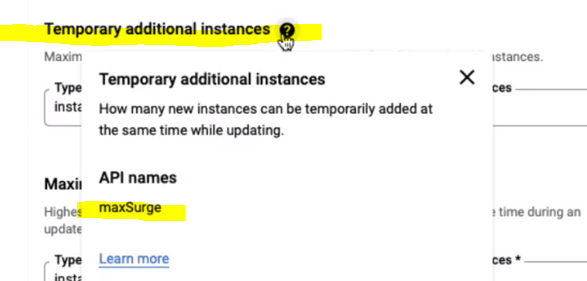 Temporary additional instances
Maxim
stances.
Type
ces
insta
Temporary additional instances
How many new instances can be temporarily added at
the same time while updating.
API names
maxSurge
Learn more
Maxi
Highes
e time during an
update
Type
ces *
insta